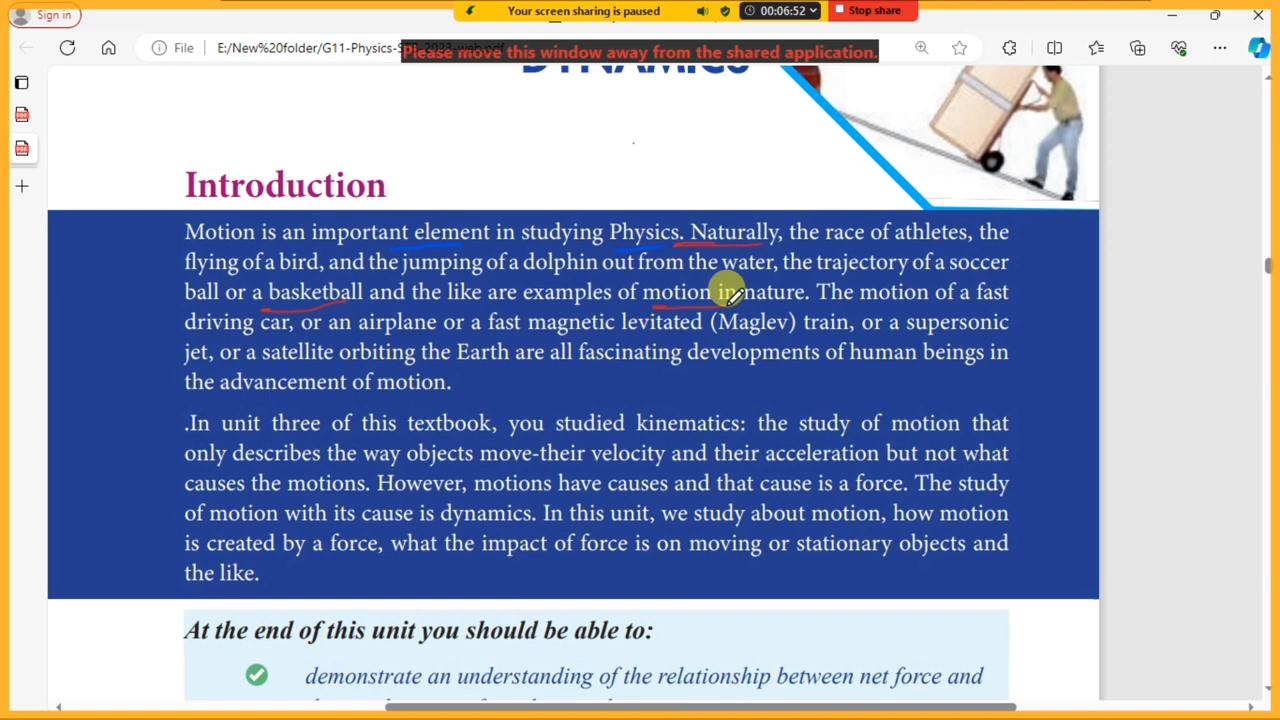 Sign in
Your screen sharing is paused
00:06:52
Stop share
File
E:/New%20folder/G11-Physics-STB-2023-web.pdf
Please move this window away from the shared application.
DYNAMICS
Introduction
Motion is an important element in studying Physics. Naturally, the race of athletes, the
flying of a bird, and the jumping of a dolphin out from the water, the trajectory of a soccer
ball or a basketball and the like are examples of motion in nature. The motion of a fast
driving car, or an airplane or a fast magnetic levitated (Maglev) train, or a supersonic
jet, or a satellite orbiting the Earth are all fascinating developments of human beings in
the advancement of motion.
.In unit three of this textbook, you studied kinematics: the study of motion that
only describes the way objects move-their velocity and their acceleration but not what
causes the motions. However, motions have causes and that cause is a force. The study
of motion with its cause is dynamics. In this unit, we study about motion, how motion
is created by a force, what the impact of force is on moving or stationary objects and
the like.
At the end of this unit you should be able to:
demonstrate an understanding of the relationship between net force and